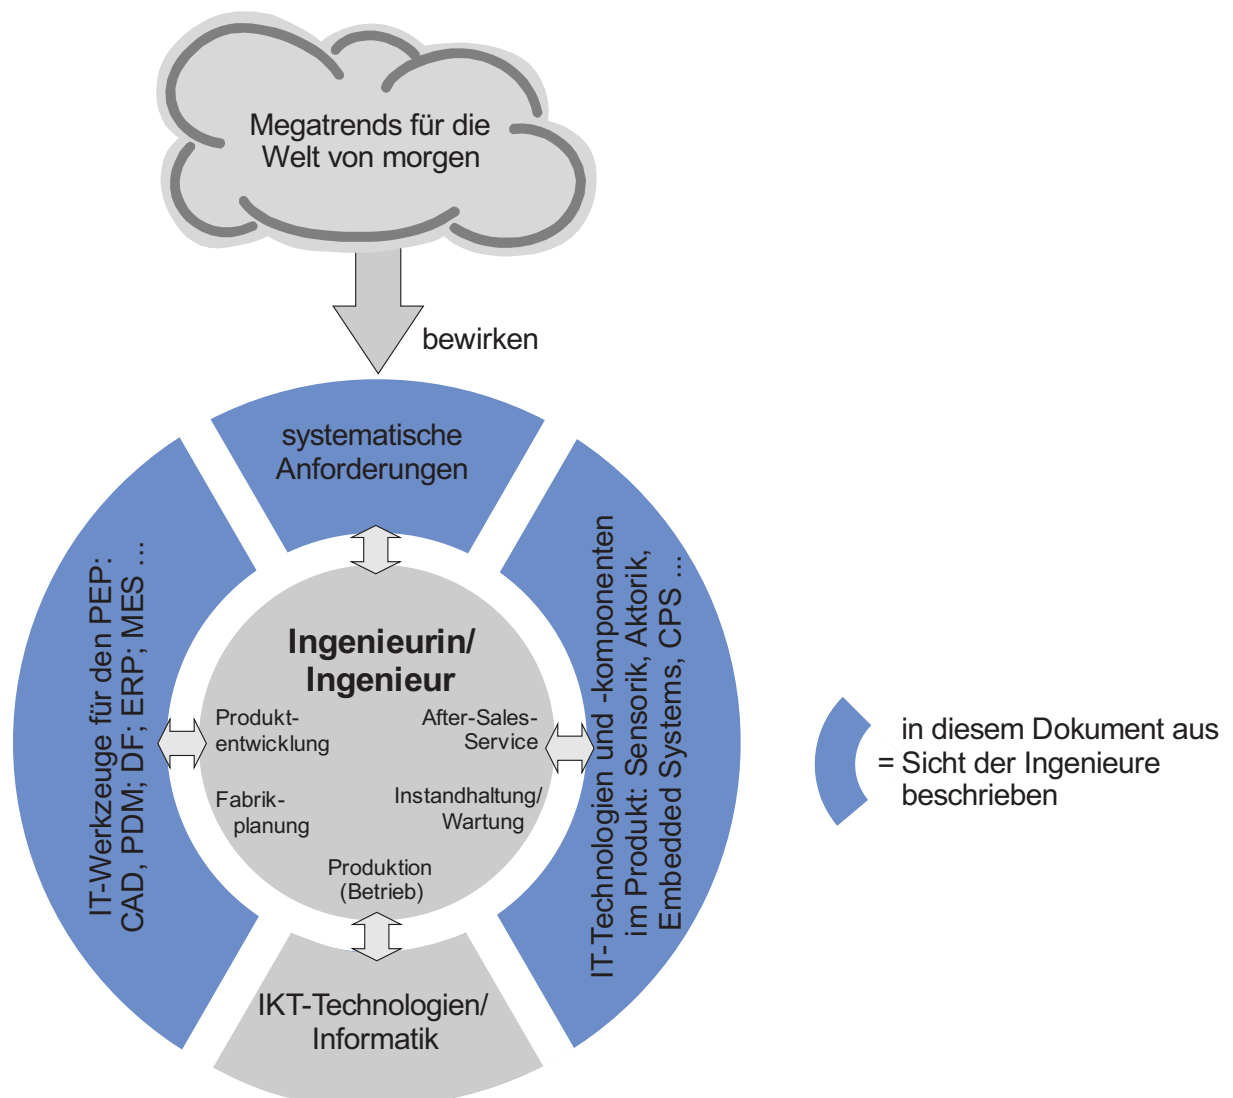 Megatrends für die
Welt von morgen
bewirken
systematische
Anforderungen
IT-Werkzeuge für den PEP:
CAD, PDM; DF; ERP; MES ...
Ingenieurin/
Ingenieur
Produkt-
entwicklung
After-Sales-
Service
Fabrik-
planung
Instandhaltung/
Wartung
Produktion
(Betrieb)
IT-Technologien und -komponenten
im Produkt: Sensorik, Aktorik,
Embedded Systems, CPS ...
IKT-Technologien/
Informatik
in diesem Dokument aus
= Sicht der Ingenieure
beschrieben